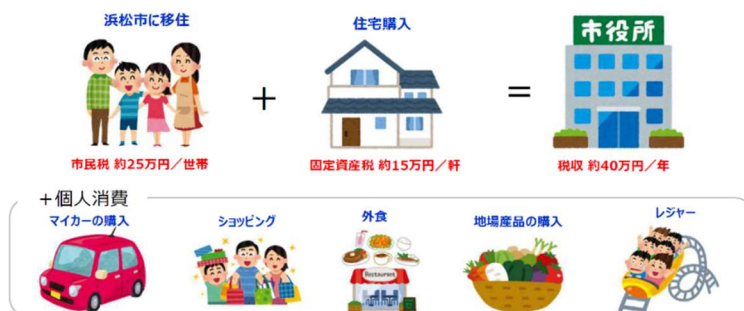 浜松市に移住
住宅購入
市役所
+
=
市民税 約25万円／世帯
固定資産税 約15万円／軒
税収 約40万円／年
＋個人消費
マイカーの購入
ショッピング
外食
地場産品の購入
レジャー
Restaurant